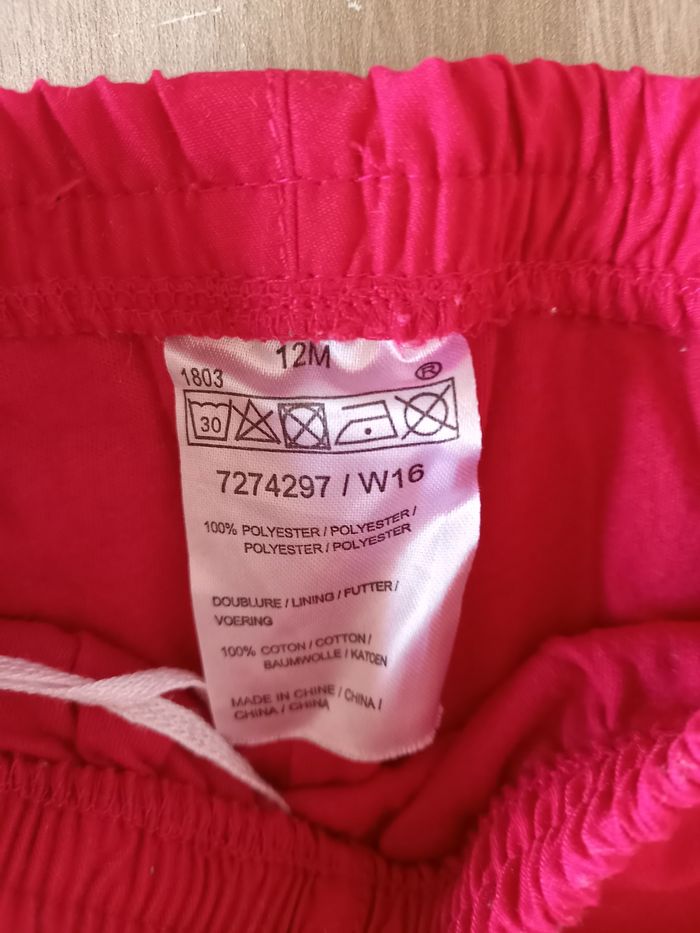 12M
1803
®
30
7274297 / W16
100% POLYESTER / POLYESTER /
POLYESTER / POLYESTER
DOUBLURE / LINING / FUTTER /
VOERING
100% COTON / COTTON /
BAUMWOLLE / KATOEN
MADE IN CHINE / CHINA /
CHINA / CHINA